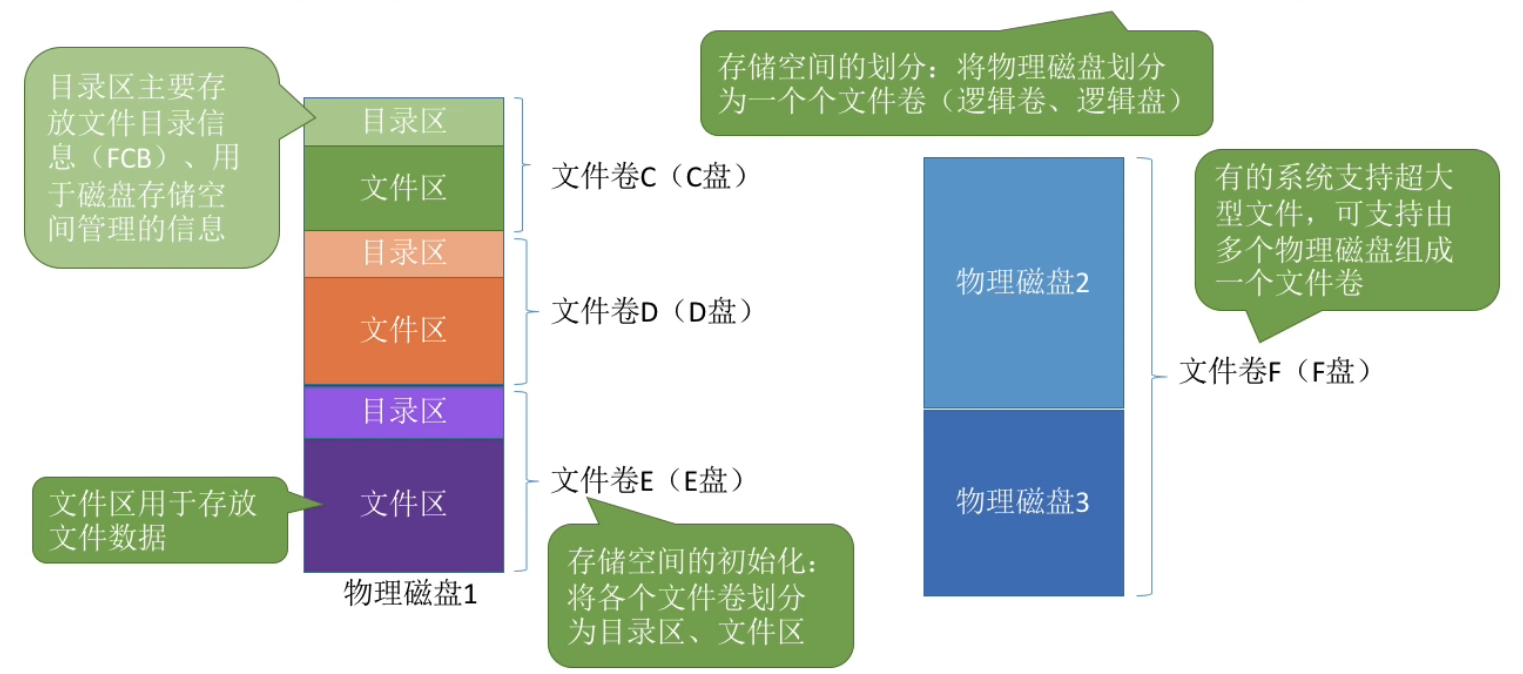 目录区主要存
放文件目录信
息（FCB）、用
于磁盘存储空
间管理的信息
目录区
文件区
文件卷C（C盘）
目录区
文件区
文件卷D（D盘）
目录区
文件区
文件卷E（E盘）
文件区用于存放
文件数据
物理磁盘1
存储空间的初始化：
将各个文件卷划分
为目录区、文件区
存储空间的划分：将物理磁盘划分
为一个个文件卷（逻辑卷、逻辑盘）
物理磁盘2
物理磁盘3
有的系统支持超大
型文件，可支持由
多个物理磁盘组成
一个文件卷
文件卷F（F盘）